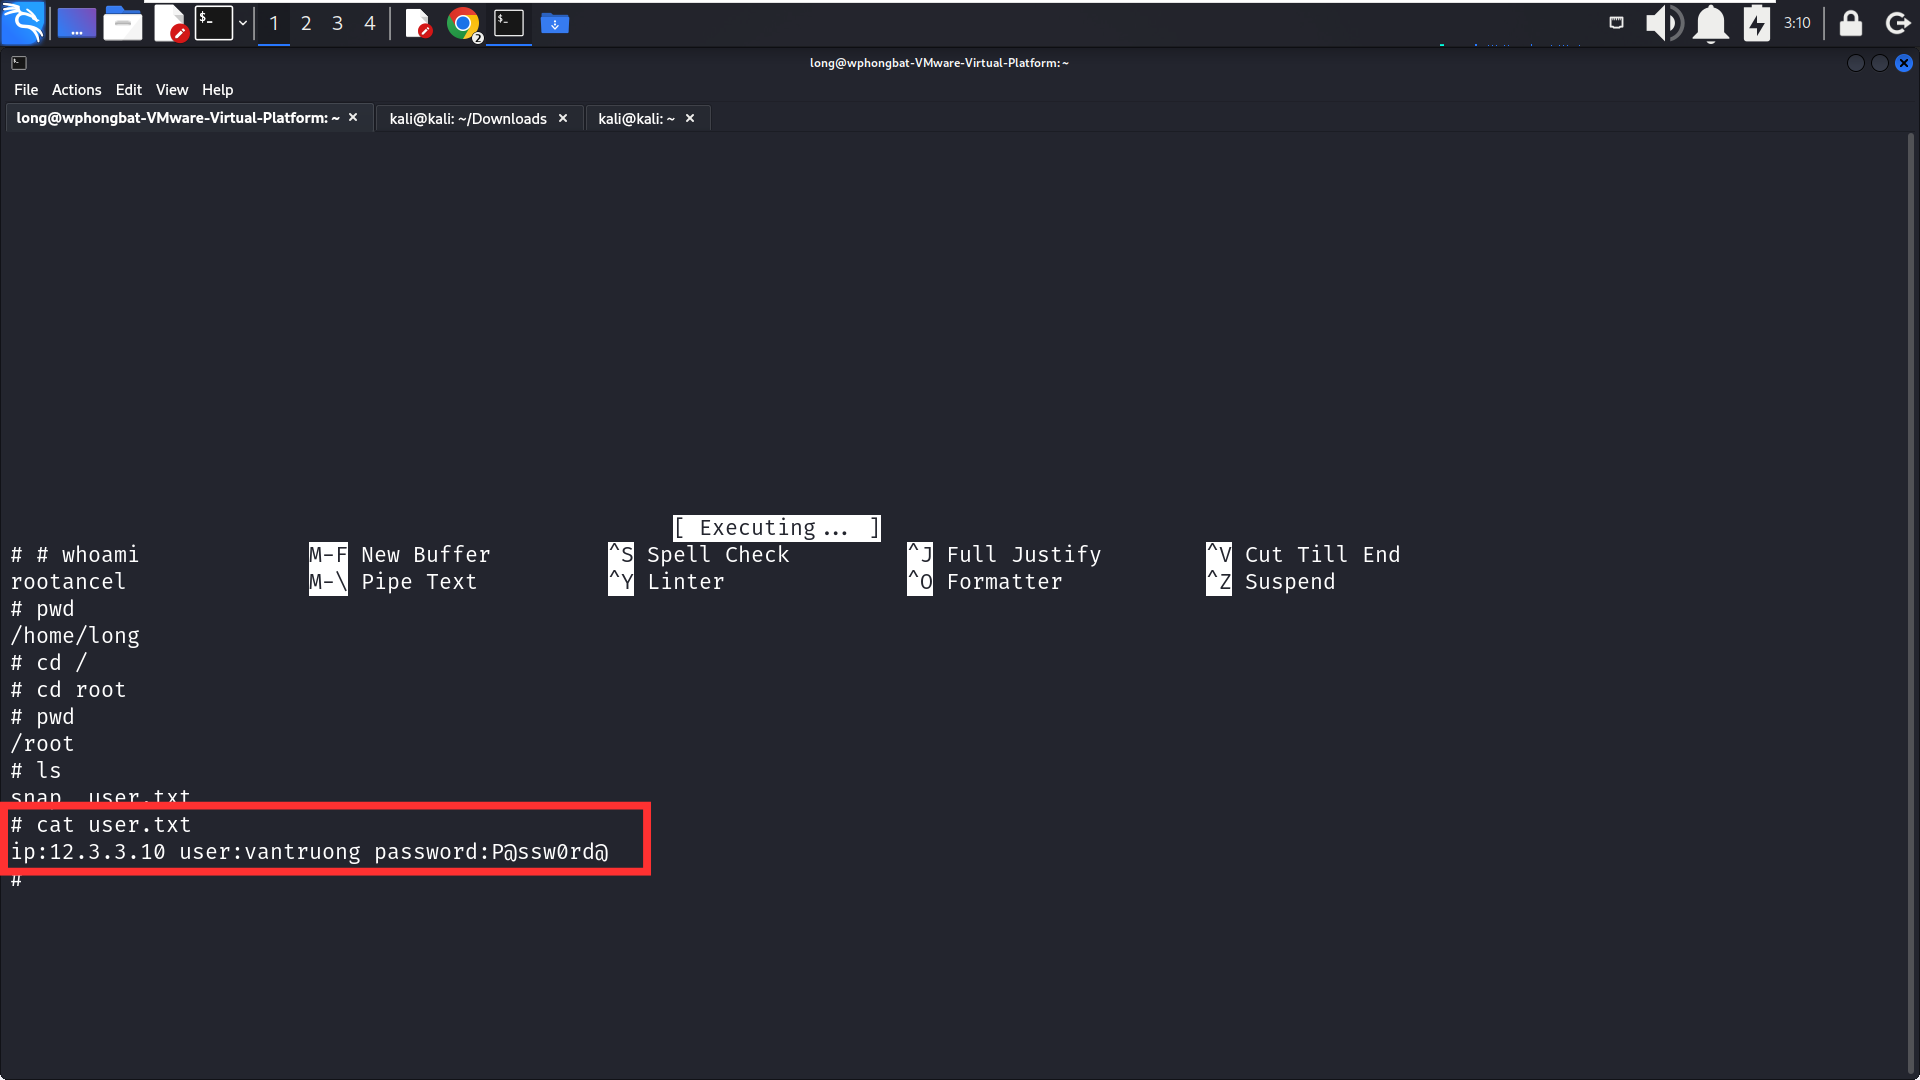 1 2 3 4 2 3:10
long@wphongbat-VMware-Virtual-Platform:~
File Actions Edit View Help
long@wphongbat-VMware-Virtual-Platform: ~ × kali@kali: ~/Downloads × kali@kali: ~ ×
[ Executing... ]
# # whoami M-F New Buffer ^S Spell Check ^J Full Justify ^V Cut Till End
rootancel M-\ Pipe Text ^Y Linter ^O Formatter ^Z Suspend
# pwd
/home/long
# cd /
# cd root
# pwd
/root
# ls
snap user.txt
# cat user.txt
ip:12.3.3.10 user:vantruong password:P@ssw0rd@
#